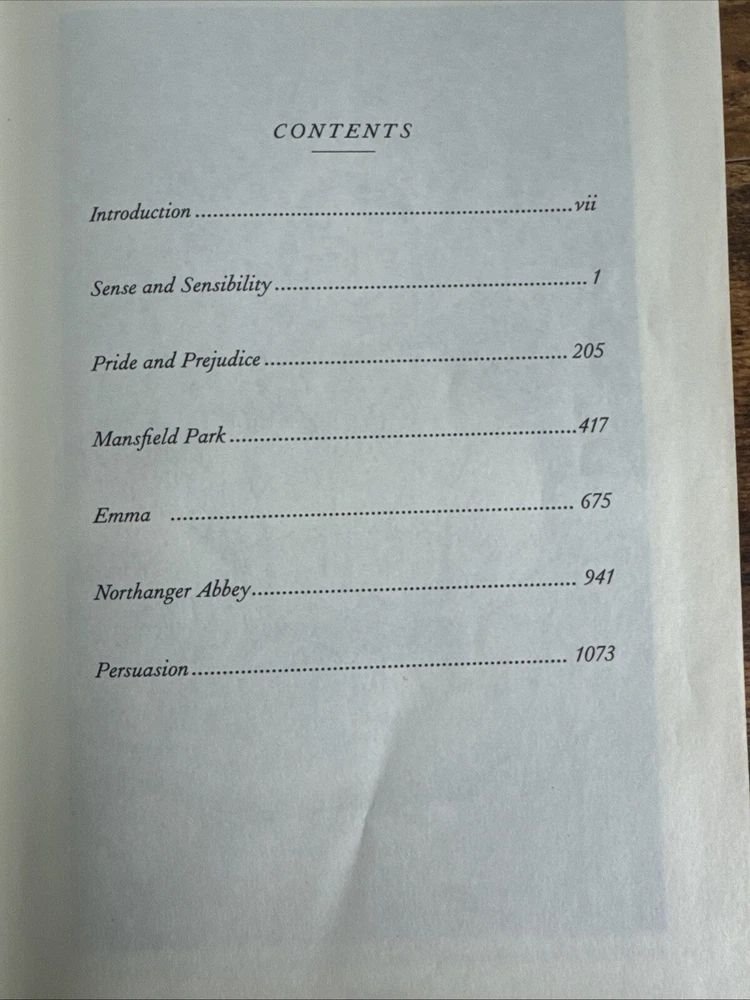 CONTENTS
Introduction ........................................................... vii
Sense and Sensibility ................................................... 1
Pride and Prejudice ................................................. 205
Mansfield Park ........................................................ 417
Emma ................................................................ 675
Northanger Abbey .................................................... 941
Persuasion ........................................................... 1073